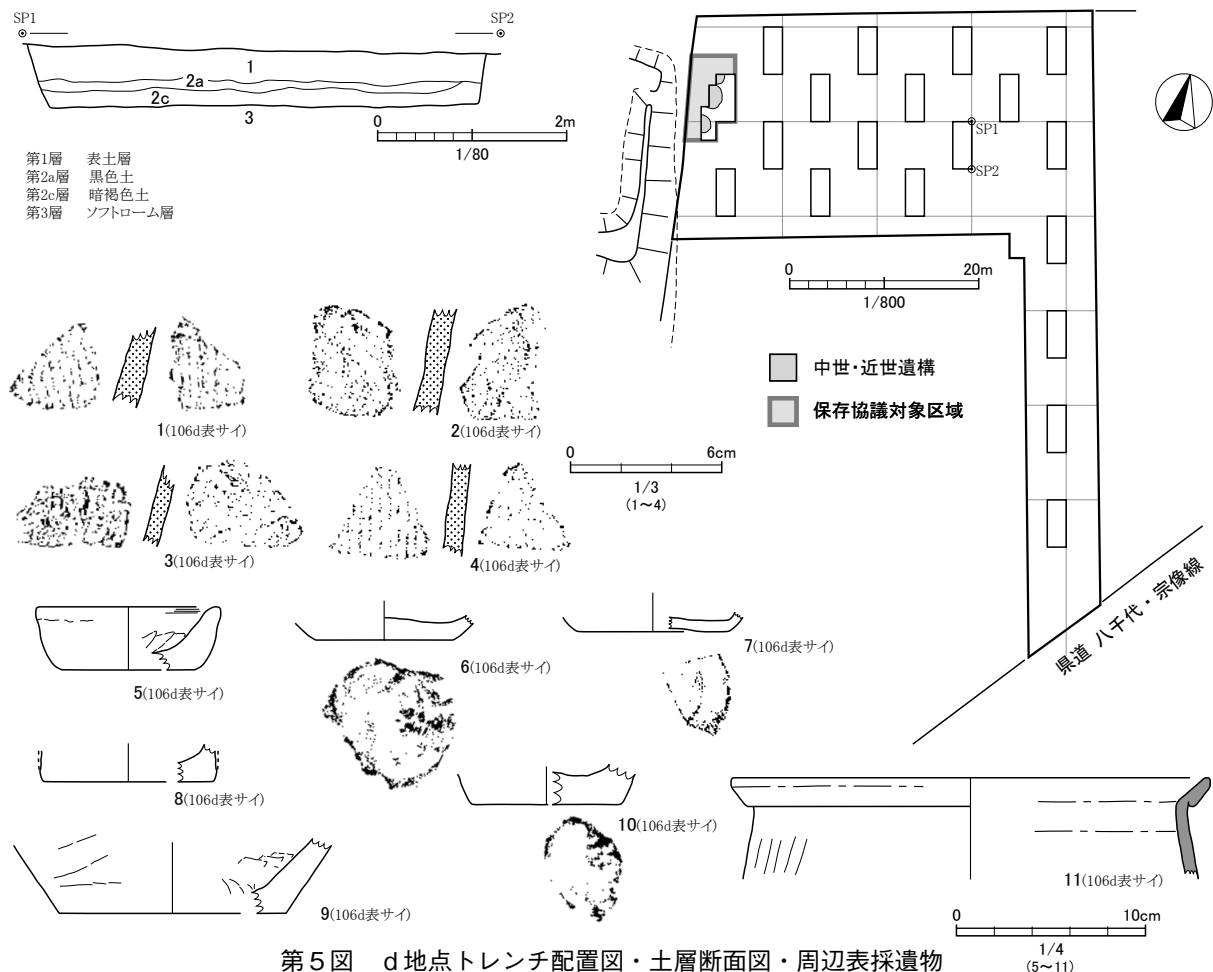 SP1
SP2
1
2a
2c
3
0 2m
1/80
第1層 表土層
第2a層 黒色土
第2c層 暗褐色土
第3層 ソフトローム層
SP1
SP2
0 20m
1/800
中世・近世遺構
保存協議対象区域
県道 八千代・宗像線
1(106d表サイ)
2(106d表サイ)
0 6cm
1/3
(1〜4)
3(106d表サイ)
4(106d表サイ)
5(106d表サイ)
6(106d表サイ)
7(106d表サイ)
8(106d表サイ)
9(106d表サイ)
10(106d表サイ)
11(106d表サイ)
0 10cm
1/4
(5〜11)
第5図 d地点トレンチ配置図・土層断面図・周辺表採遺物